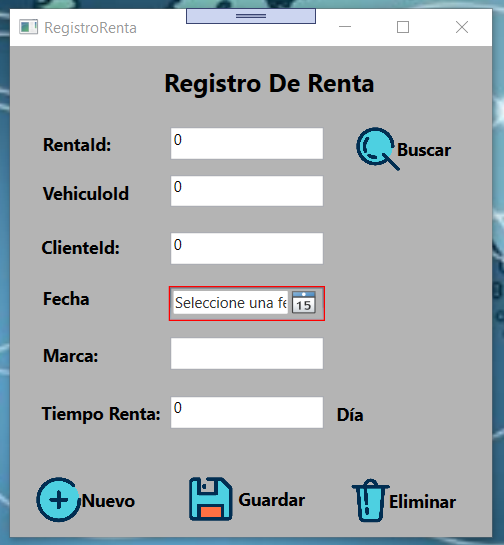 RegistroRenta
Registro De Renta
RentaId: 0 Buscar
VehiculoId 0
ClienteId: 0
Fecha Seleccione una fe 15
Marca:
Tiempo Renta: 0 Día
Nuevo Guardar Eliminar